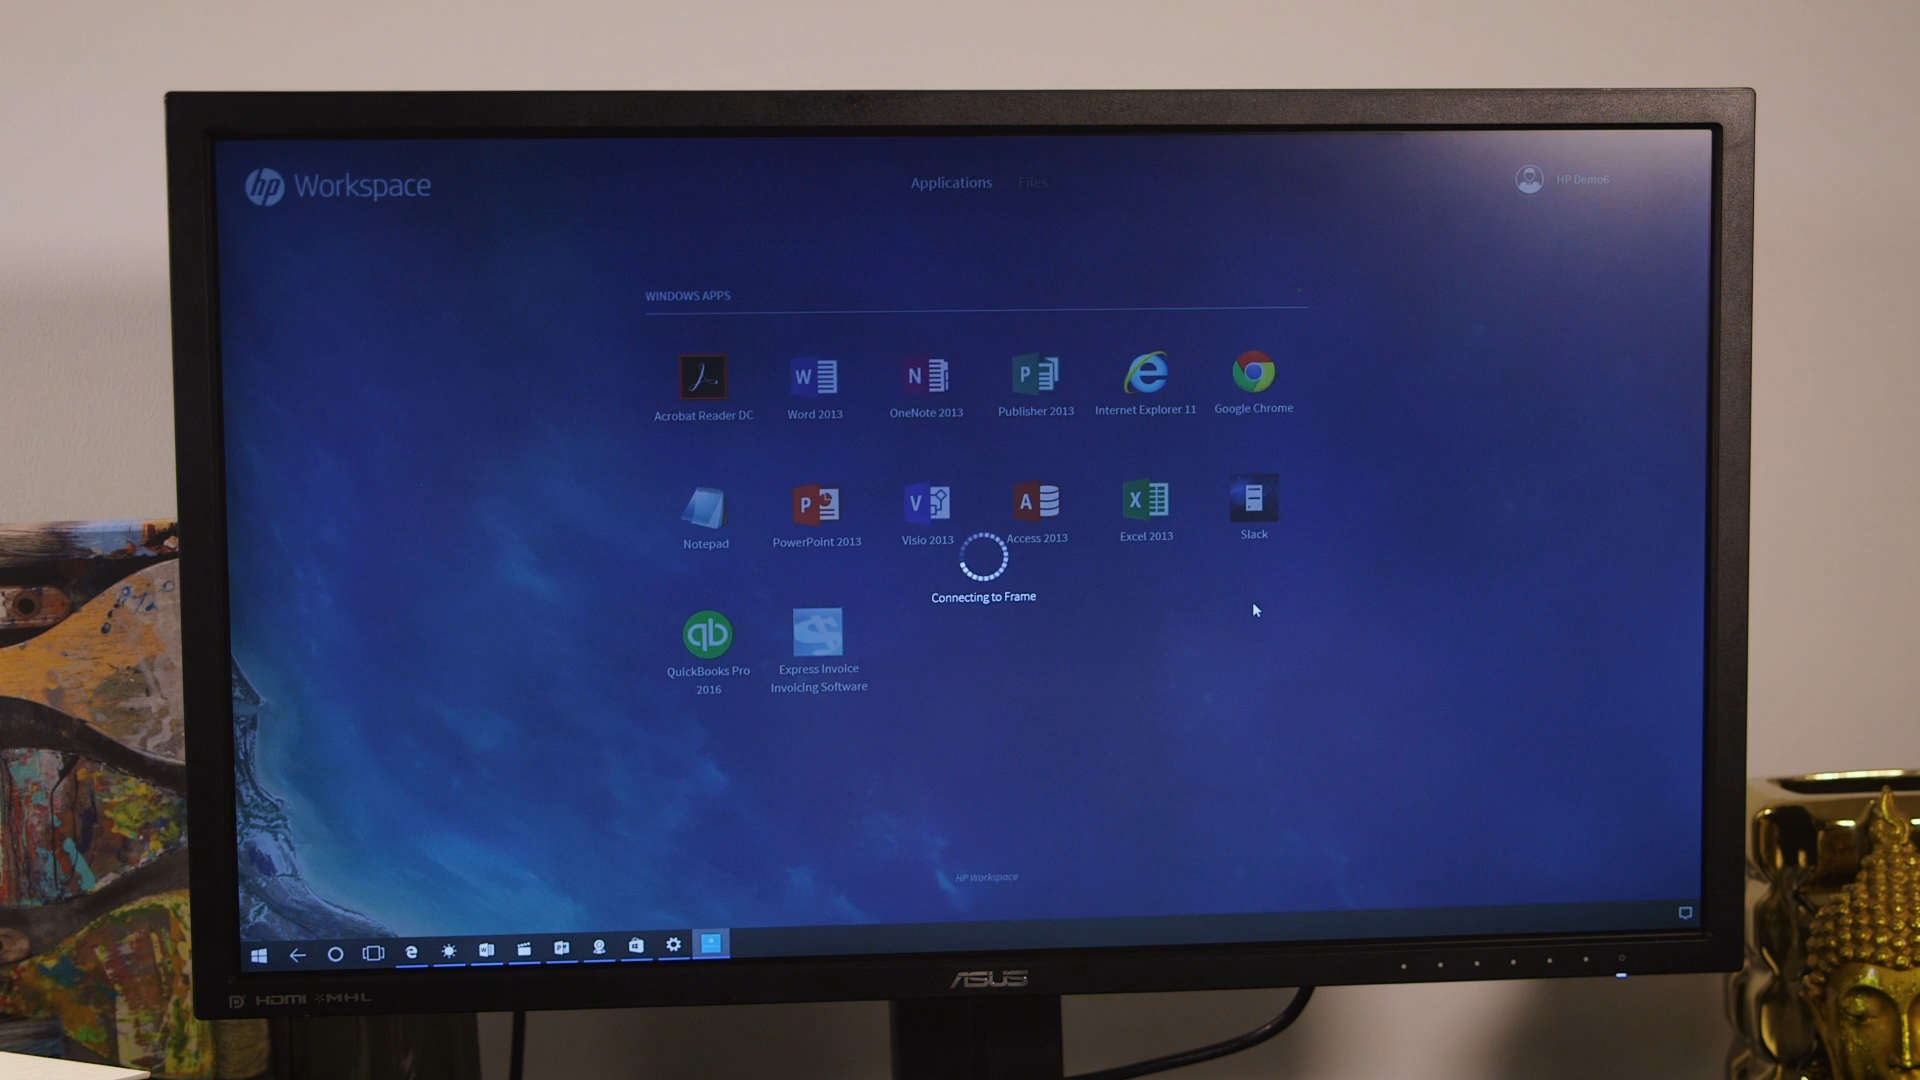 hp Workspace
Applications Files
HP Demo6
WINDOWS APPS
Acrobat Reader DC
Word 2013
OneNote 2013
Publisher 2013
Internet Explorer 11
Google Chrome
Notepad
PowerPoint 2013
Visio 2013
Access 2013
Excel 2013
Slack
Connecting to Frame
QuickBooks Pro
2016
Express Invoice
Invoicing Software
HP Workspace
ASUS
HDMI MHL